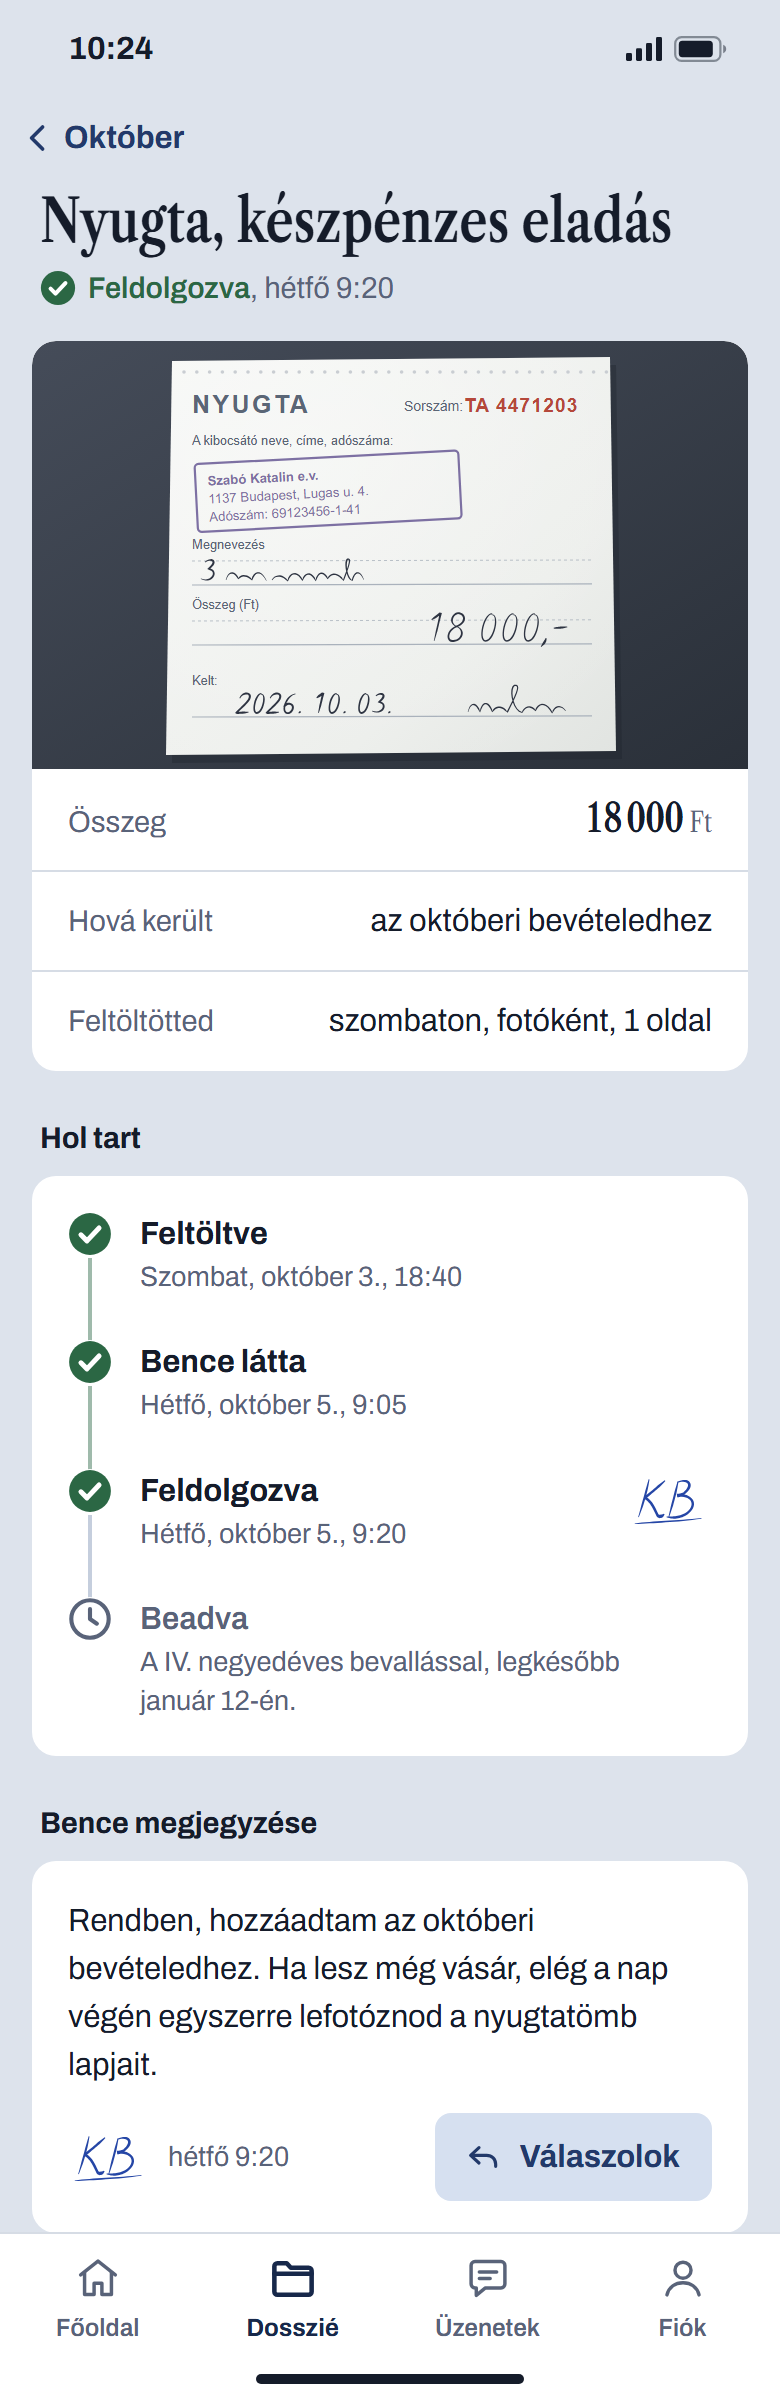 10:24
Október
Nyugta, készpénzes eladás
Feldolgozva, hétfő 9:20
NYUGTA
Sorszám: TA 4471203
A kibocsátó neve, címe, adószáma:
Szabó Katalin e.v.
1137 Budapest, Lugas u. 4.
Adószám: 69123456-1-41
Megnevezés
3
Összeg (Ft)
18 000,-
Kelt:
2026. 10. 03.
Összeg 18 000 Ft
Hová került az októberi bevételedhez
Feltöltötted szombaton, fotóként, 1 oldal
Hol tart
Feltöltve
Szombat, október 3., 18:40
Bence látta
Hétfő, október 5., 9:05
Feldolgozva
KB
Hétfő, október 5., 9:20
Beadva
A IV. negyedéves bevallással, legkésőbb
január 12-én.
Bence megjegyzése
Rendben, hozzáadtam az októberi
bevételedhez. Ha lesz még vásár, elég a nap
végén egyszerre lefotóznod a nyugtatömb
lapjait.
KB hétfő 9:20 Válaszolok
Főoldal Dosszié Üzenetek Fiók